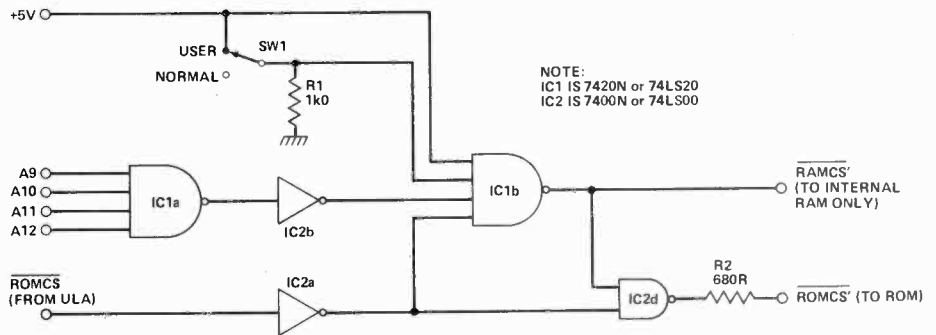 +5V
USER
SW1
NORMAL
R1
1k0
NOTE:
IC1 IS 7420N or 74LS20
IC2 IS 7400N or 74LS00
A9
A10
A11
A12
IC1a
IC2b
IC1b
RAMCS'
(TO INTERNAL
RAM ONLY)
ROMCS
(FROM ULA)
IC2a
IC2d
R2
680R
ROMCS' (TO ROM)